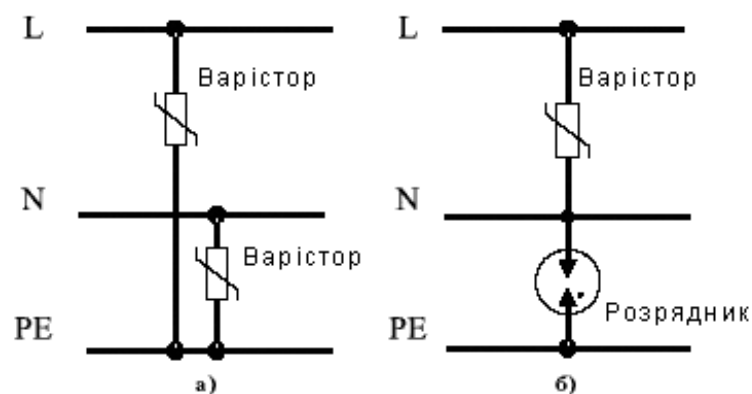 L
Варістор
N
Варістор
PE
а)
L
Варістор
N
Розрядник
PE
б)